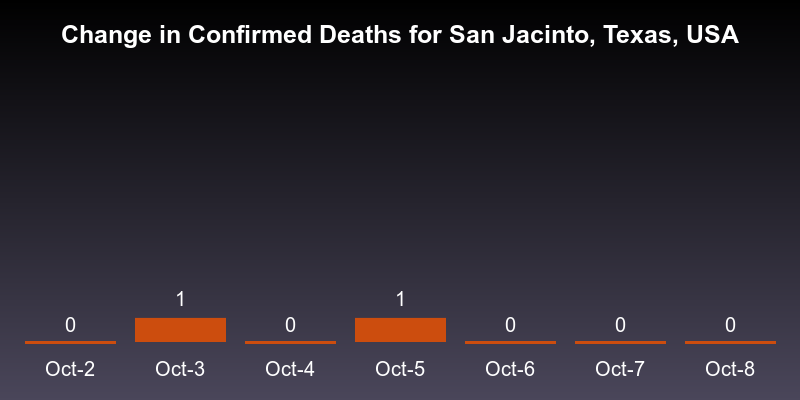 Change in Confirmed Deaths for San Jacinto, Texas, USA
0 1 0 1 0 0 0
Oct-2 Oct-3 Oct-4 Oct-5 Oct-6 Oct-7 Oct-8